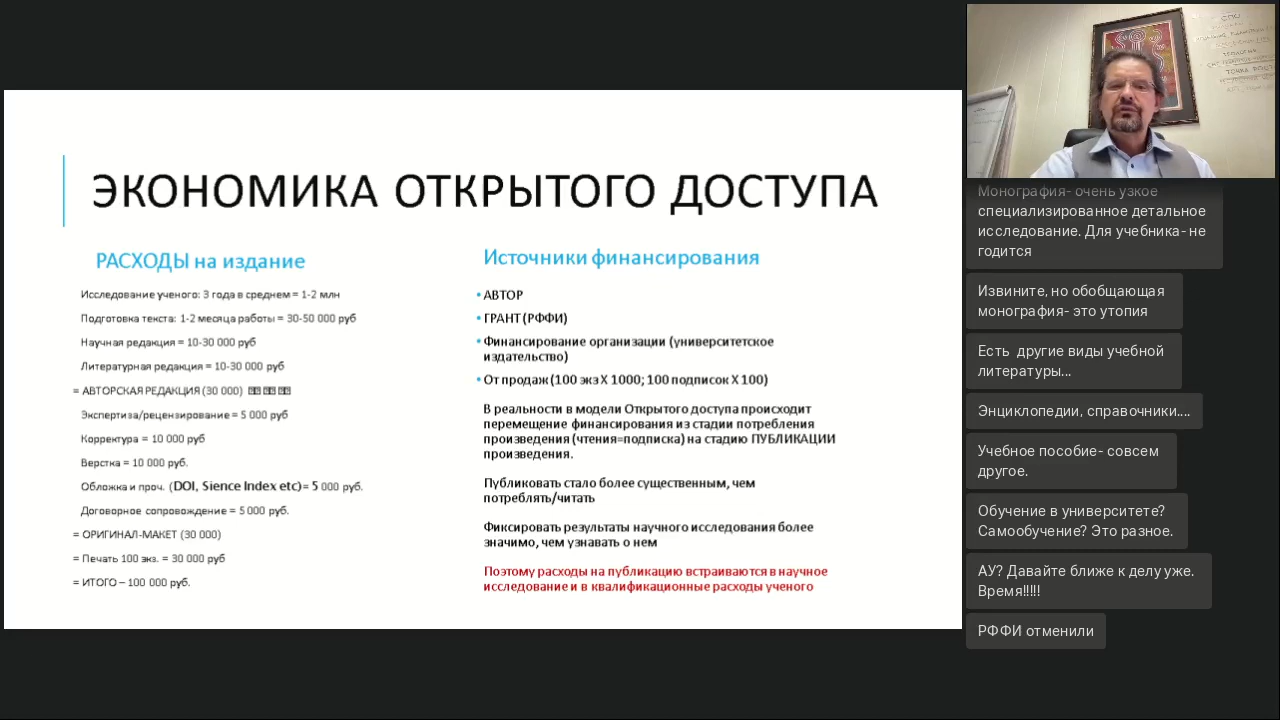 ЭКОНОМИКА ОТКРЫТОГО ДОСТУПА
РАСХОДЫ на издание
Исследование ученого: 3 года в среднем = 1-2 млн
Подготовка текста: 1-2 месяца работы = 30-50 000 руб
Научная редакция = 10-30 000 руб
Литературная редакция = 10-30 000 руб
= АВТОРСКАЯ РЕДАКЦИЯ (30 000)
Экспертиза/рецензирование = 5 000 руб
Корректура = 10 000 руб
Верстка = 10 000 руб.
Обложка и проч. (DOI, Sience Index etc)= 5 000 руб.
Договорное сопровождение = 5 000 руб.
= ОРИГИНАЛ-МАКЕТ (30 000)
= Печать 100 экз. = 30 000 руб
= ИТОГО – 100 000 руб.
Источники финансирования
• АВТОР
• ГРАНТ (РФФИ)
• Финансирование организации (университетское
издательство)
• От продаж (100 экз Х 1000; 100 подписок Х 100)
В реальности в модели Открытого доступа происходит
перемещение финансирования из стадии потребления
произведения (чтения=подписка) на стадию ПУБЛИКАЦИИ
произведения.
Публиковать стало более существенным, чем
потреблять/читать
Фиксировать результаты научного исследования более
значимо, чем узнавать о нем
Поэтому расходы на публикацию встраиваются в научное
исследование и в квалификационные расходы ученого
СПО
ТОЧКА РОСТ
Монография- очень узкое
специализированное детальное
исследование. Для учебника- не
годится
Извините, но обобщающая
монография- это утопия
Есть другие виды учебной
литературы...
Энциклопедии, справочники....
Учебное пособие- совсем
другое.
Обучение в университете?
Самообучение? Это разное.
АУ? Давайте ближе к делу уже.
Время!!!!!
РФФИ отменили